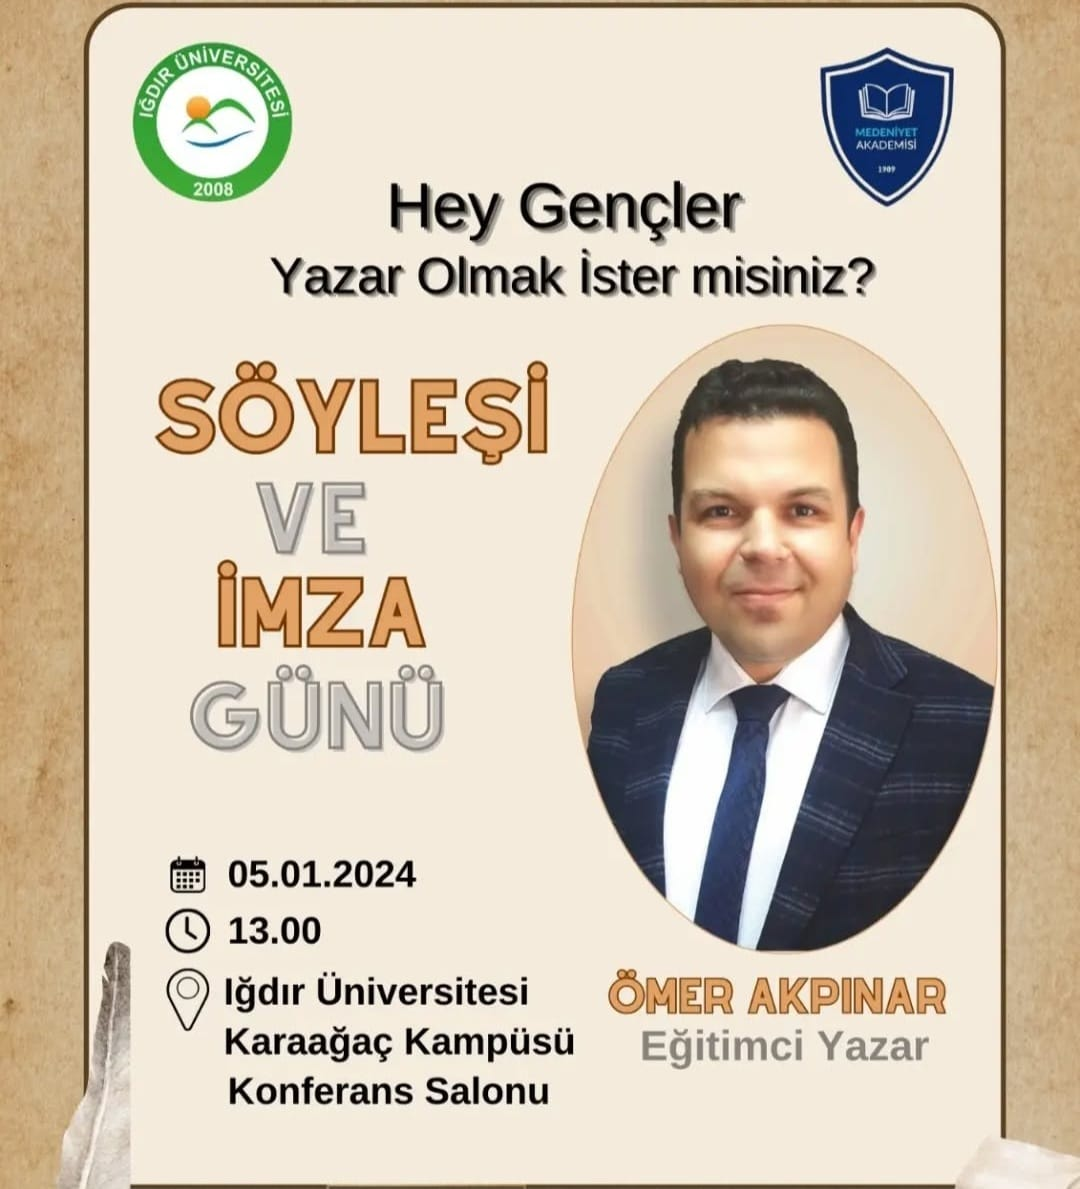 IĞDIR ÜNİVERSİTESİ
2008
MEDENİYET
AKADEMİSİ
1989
Hey Gençler
Yazar Olmak İster misiniz?
SÖYLEŞİ
VE
İMZA
GÜNÜ
05.01.2024
13.00
Iğdır Üniversitesi
Karaağaç Kampüsü
Konferans Salonu
ÖMER AKPINAR
Eğitimci Yazar